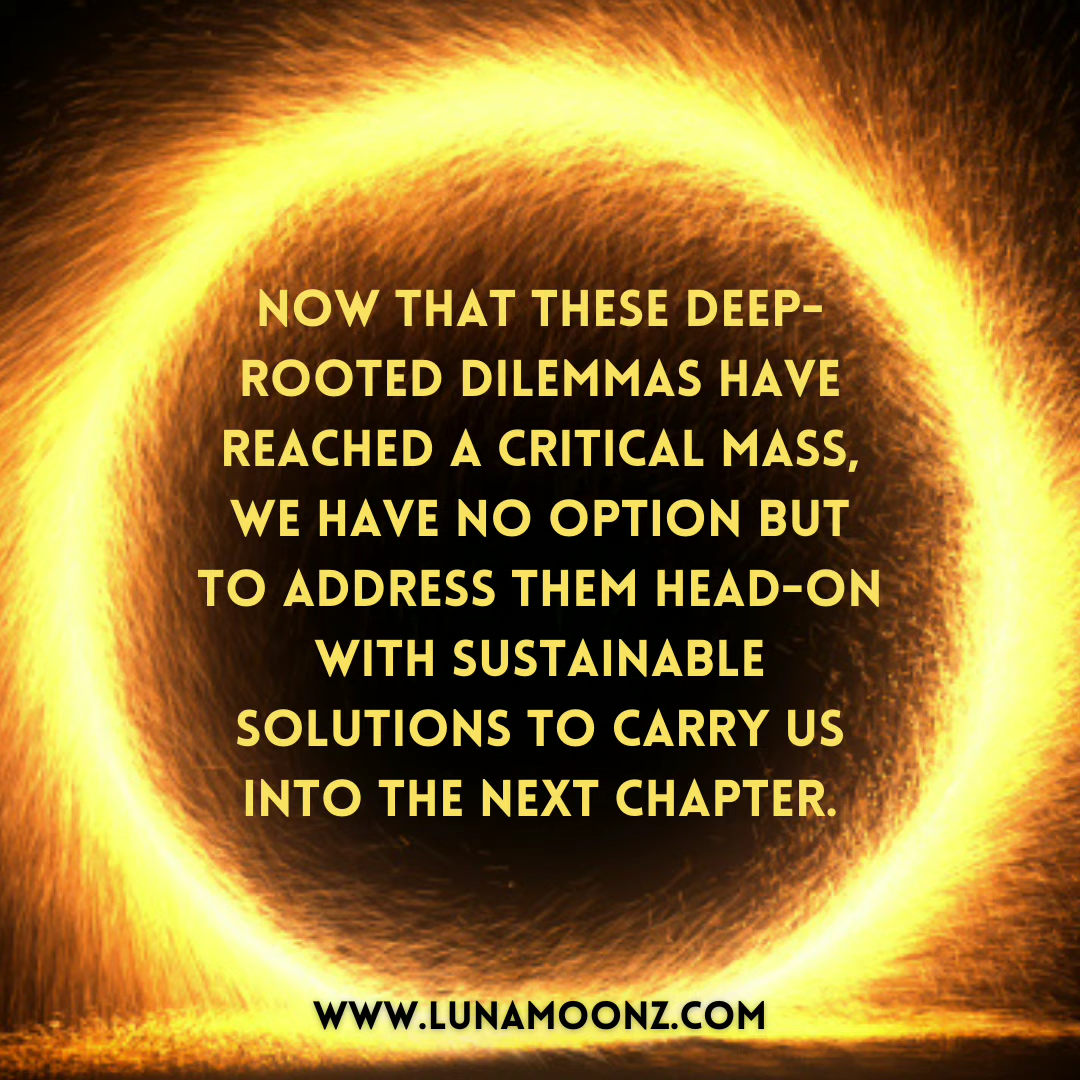 NOW THAT THESE DEEP-
ROOTED DILEMMAS HAVE
REACHED A CRITICAL MASS,
WE HAVE NO OPTION BUT
TO ADDRESS THEM HEAD-ON
WITH SUSTAINABLE
SOLUTIONS TO CARRY US
INTO THE NEXT CHAPTER.
WWW.LUNAMOONZ.COM